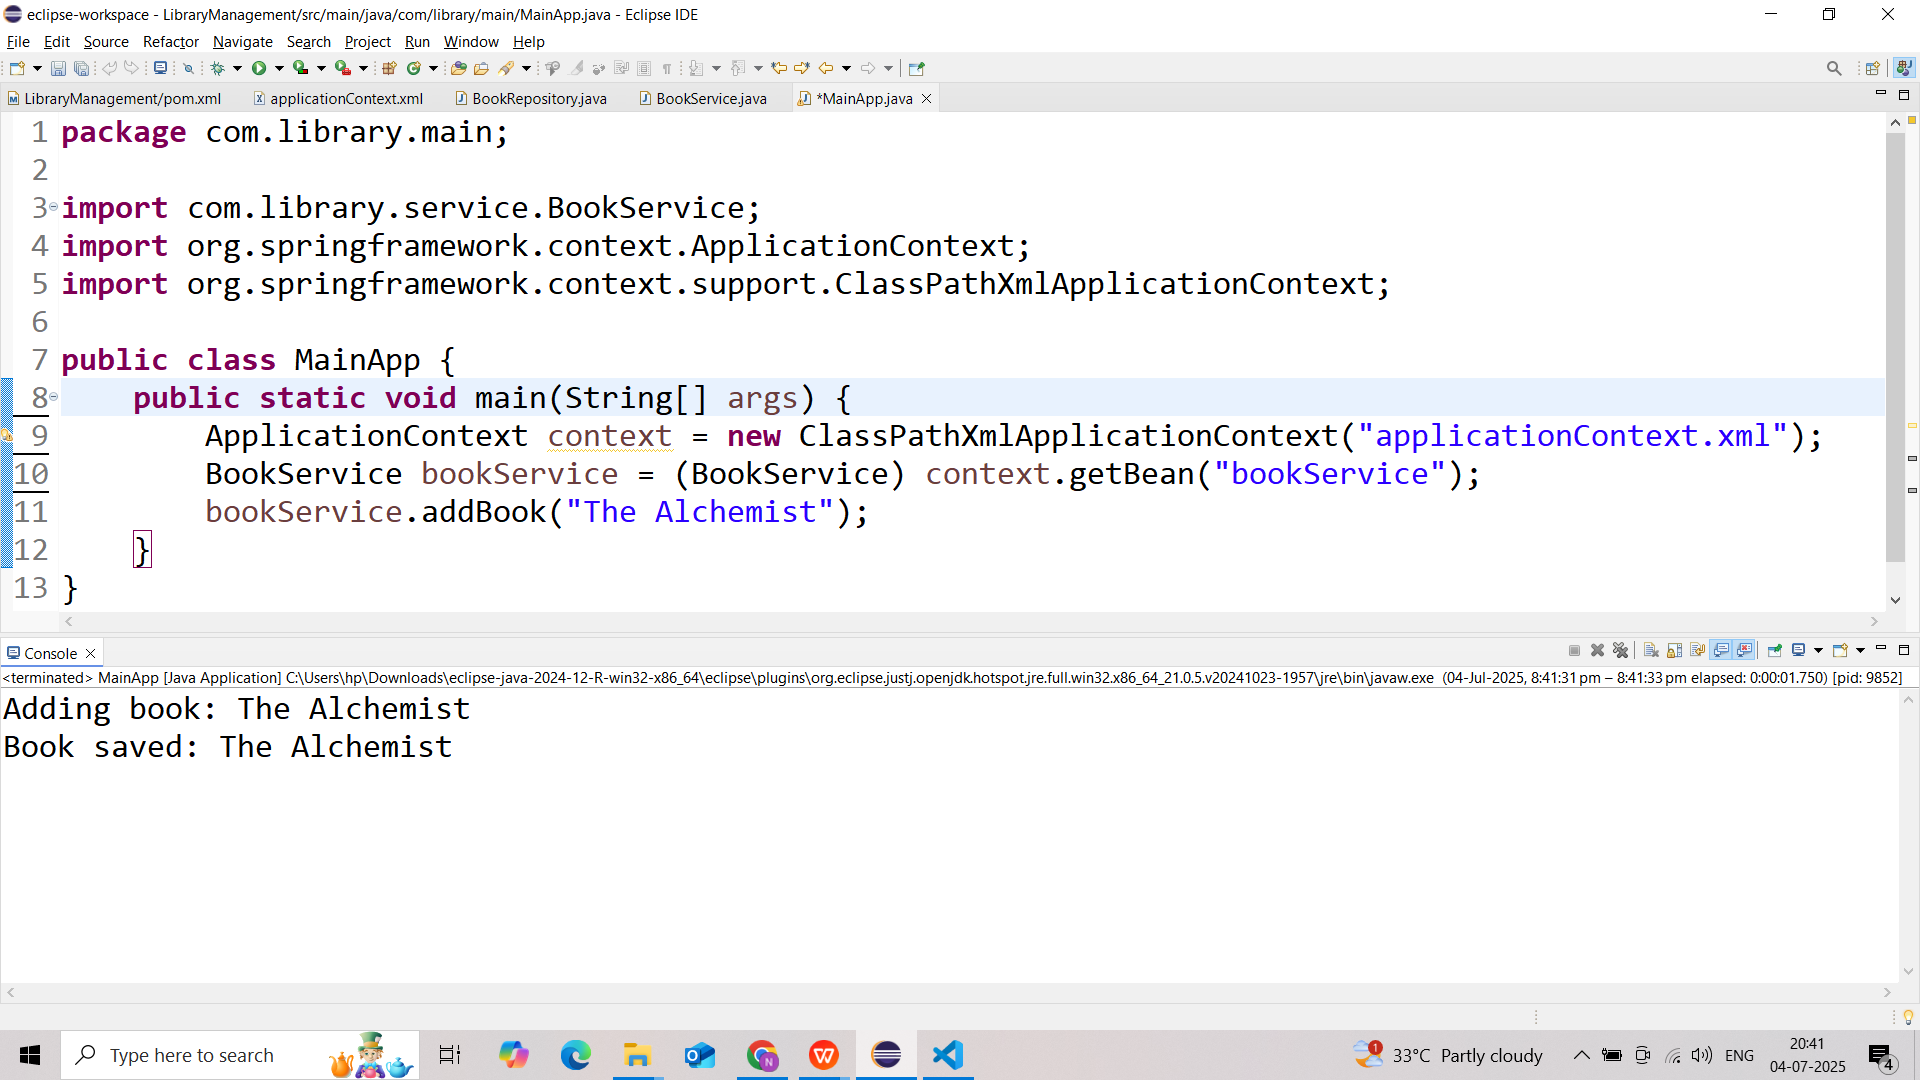 eclipse-workspace - LibraryManagement/src/main/java/com/library/main/MainApp.java - Eclipse IDE
File Edit Source Refactor Navigate Search Project Run Window Help
LibraryManagement/pom.xml applicationContext.xml BookRepository.java BookService.java *MainApp.java
1 package com.library.main;
2
3 import com.library.service.BookService;
4 import org.springframework.context.ApplicationContext;
5 import org.springframework.context.support.ClassPathXmlApplicationContext;
6
7 public class MainApp {
8 public static void main(String[] args) {
9 ApplicationContext context = new ClassPathXmlApplicationContext("applicationContext.xml");
10 BookService bookService = (BookService) context.getBean("bookService");
11 bookService.addBook("The Alchemist");
12 }
13 }
Console
<terminated> MainApp [Java Application] C:\Users\hp\Downloads\eclipse-java-2024-12-R-win32-x86_64\eclipse\plugins\org.eclipse.justj.openjdk.hotspot.jre.full.win32.x86_64_21.0.5.v20241023-1957\jre\bin\javaw.exe (04-Jul-2025, 8:41:31 pm – 8:41:33 pm elapsed: 0:00:01.750) [pid: 9852]
Adding book: The Alchemist
Book saved: The Alchemist
Type here to search
1
33°C Partly cloudy
ENG
20:41
04-07-2025
4